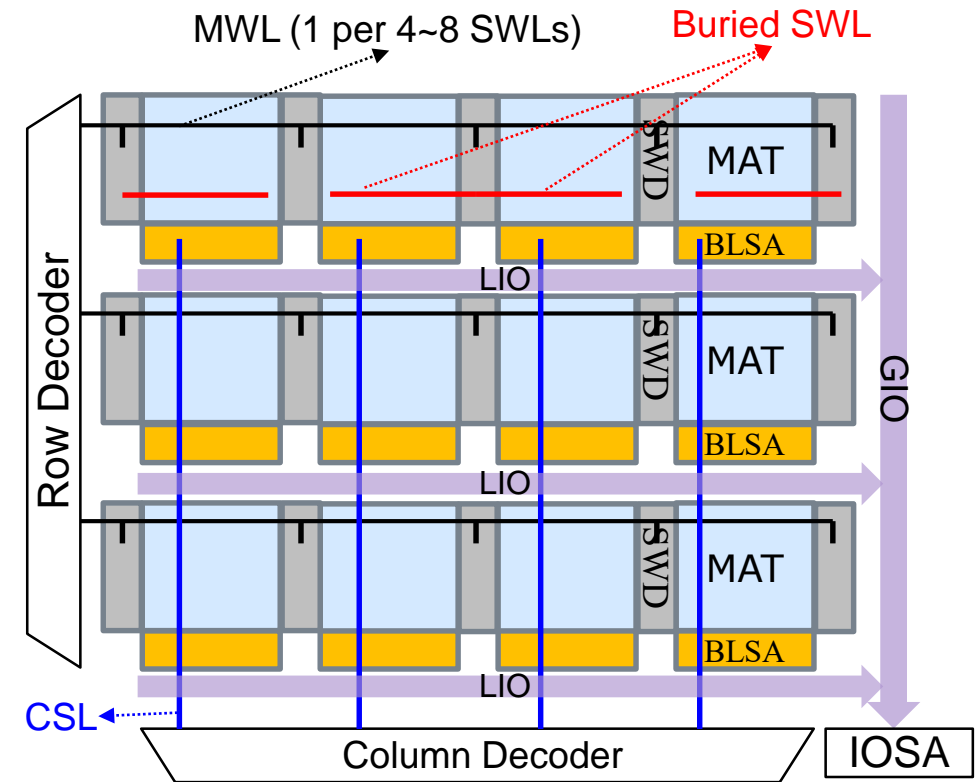 MWL (1 per 4~8 SWLs)
Buried SWL
Row Decoder
SWD
MAT
BLSA
LIO
SWD
MAT
BLSA
LIO
GIO
SWD
MAT
BLSA
LIO
CSL
Column Decoder
IOSA